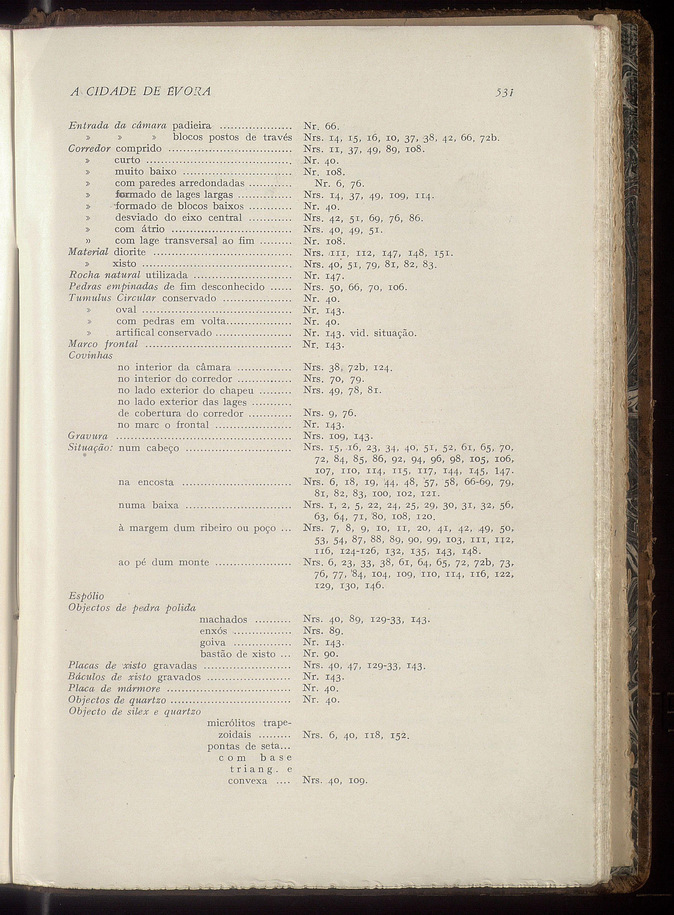 A CIDADE DE ÉVORA 531
Entrada da câmara padieira .................... Nr. 66.
» » » blocos postos de través Nrs. 14, 15, 16, 10, 37, 38, 42, 66, 72b.
Corredor comprido .................................. Nrs. 11, 37, 49, 89, 108.
» curto ........................................ Nr. 40.
» muito baixo .............................. Nr. 108.
» com paredes arredondadas ............ Nr. 6, 76.
» formado de lages largas ............... Nrs. 14, 37, 49, 109, 114.
» formado de blocos baixos ............ Nr. 40.
» desviado do eixo central ............ Nrs. 42, 51, 69, 76, 86.
» com átrio ................................. Nrs. 40, 49, 51.
» com lage transversal ao fim ......... Nr. 108.
Material diorite ...................................... Nrs. 111, 112, 147, 148, 151.
» xisto ......................................... Nrs. 40, 51, 79, 81, 82, 83.
Rocha natural utilizada ........................... Nr. 147.
Pedras empinadas de fim desconhecido ...... Nrs. 50, 66, 70, 106.
Tumulus Circular conservado ................... Nr. 40.
» oval ......................................... Nr. 143.
» com pedras em volta.................. Nr. 40.
» artifical conservado ..................... Nr. 143. vid. situação.
Marco frontal ........................................ Nr. 143.
Covinhas
no interior da câmara ............... Nrs. 38, 72b, 124.
no interior do corredor ............... Nrs. 70, 79.
no lado exterior do chapeu ......... Nrs. 49, 78, 81.
no lado exterior das lages ...........
de cobertura do corredor ............ Nrs. 9, 76.
no marc o frontal ..................... Nr. 143.
Gravura ................................................ Nrs. 109, 143.
Situação: num cabeço ............................. Nrs. 15, 16, 23, 34, 40, 51, 52, 61, 65, 70,
72, 84, 85, 86, 92, 94, 96, 98, 105, 106,
107, 110, 114, 115, 117, 144, 145, 147.
na encosta .............................. Nrs. 6, 18, 19, 44, 48, 57, 58, 66-69, 79,
81, 82, 83, 100, 102, 121.
numa baixa ............................. Nrs. 1, 2, 5, 22, 24, 25, 29, 30, 31, 32, 56,
63, 64, 71, 80, 108, 120.
à margem dum ribeiro ou poço ... Nrs. 7, 8, 9, 10, 11, 20, 41, 42, 49, 50,
53, 54, 87, 88, 89, 90, 99, 103, 111, 112,
116, 124-126, 132, 135, 143, 148.
ao pé dum monte ..................... Nrs. 6, 23, 33, 38, 61, 64, 65, 72, 72b, 73,
76, 77, 84, 104, 109, 110, 114, 116, 122,
129, 130, 146.
Espólio
Objectos de pedra polida
machados .......... Nrs. 40, 89, 129-33, 143.
enxós ................ Nrs. 89.
goiva ................. Nr. 143.
bastão de xisto ... Nr. 90.
Placas de xisto gravadas ........................ Nrs. 40, 47, 129-33, 143.
Báculos de xisto gravados ....................... Nr. 143.
Placa de mármore .................................. Nr. 40.
Objectos de quartzo ................................. Nr. 40.
Objecto de silex e quartzo
micrólitos trape-
zoidais ......... Nrs. 6, 40, 118, 152.
pontas de seta...
com base
triang. e
convexa .... Nrs. 40, 109.